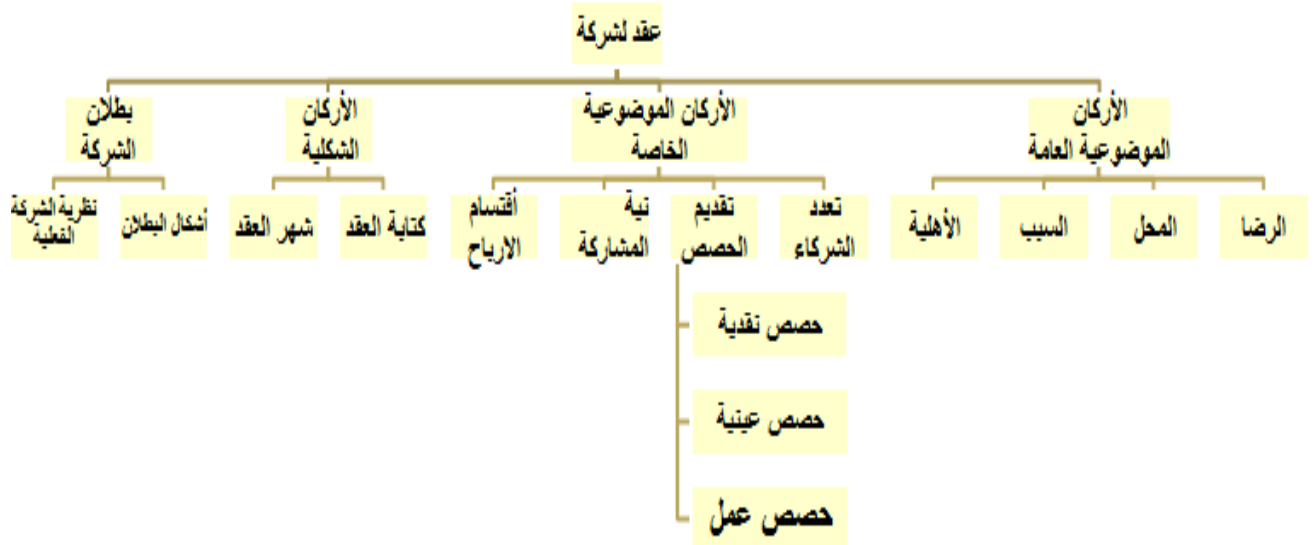 عقد لشركة
الأركان
الموضوعية العامة
الأركان الموضوعية
الخاصة
الأركان
الشكلية
بطلان
الشركة
الرضا
المحل
السبب
الأهلية
تعدد
الشركاء
تقديم
الحصص
نية
المشاركة
أقتسام
الارباح
كتابة العقد
شهر العقد
أشكال البطلان
نظرية الشركة
الفعلية
حصص نقدية
حصص عينية
حصص عمل